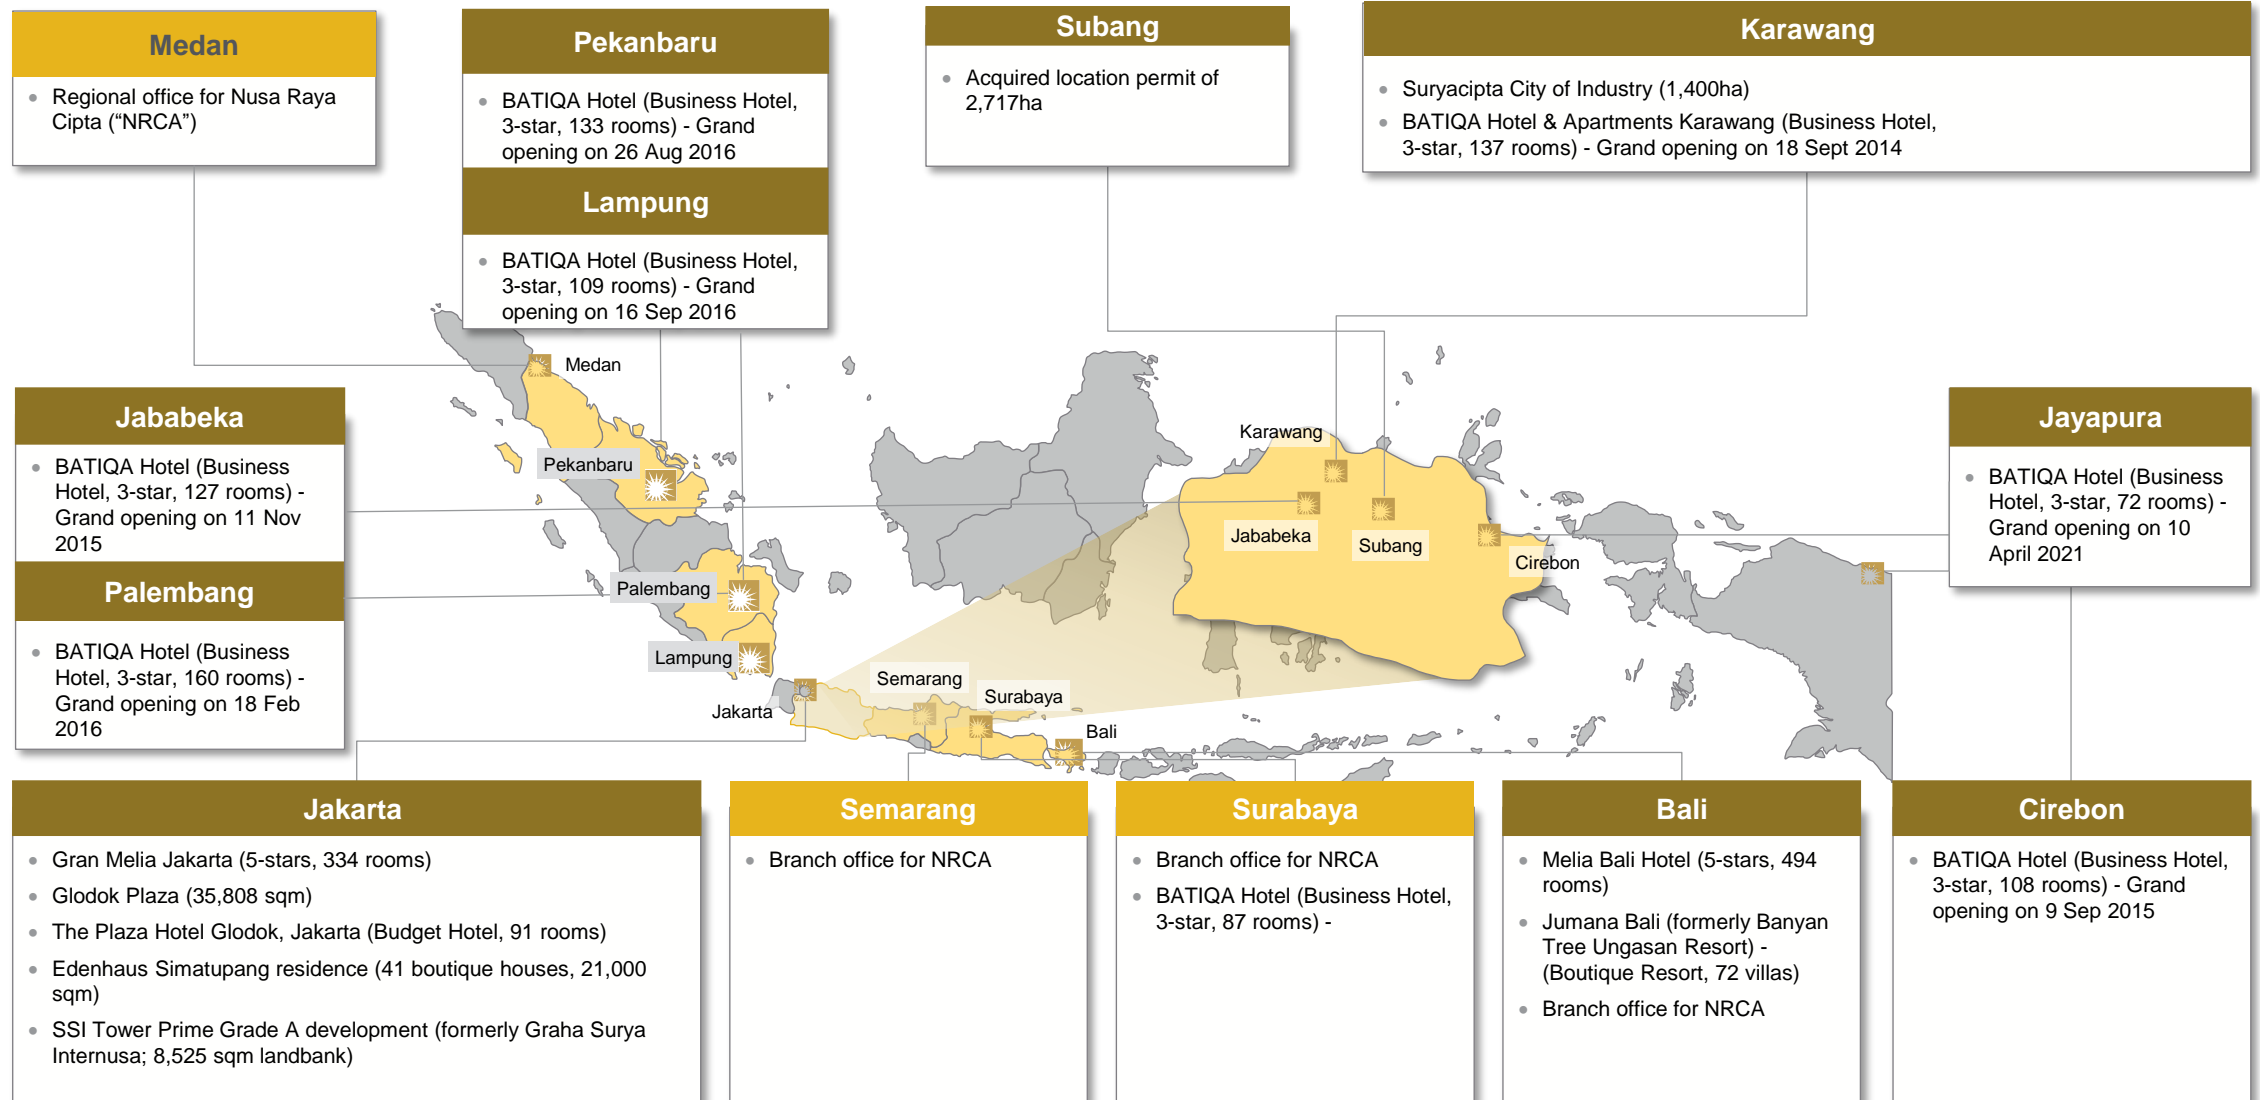 Medan
• Regional office for Nusa Raya
Cipta (“NRCA”)
Pekanbaru
• BATIQA Hotel (Business Hotel,
3-star, 133 rooms) - Grand
opening on 26 Aug 2016
Lampung
• BATIQA Hotel (Business Hotel,
3-star, 109 rooms) - Grand
opening on 16 Sep 2016
Subang
• Acquired location permit of
2,717ha
Karawang
• Suryacipta City of Industry (1,400ha)
• BATIQA Hotel & Apartments Karawang (Business Hotel,
3-star, 137 rooms) - Grand opening on 18 Sept 2014
Jababeka
• BATIQA Hotel (Business
Hotel, 3-star, 127 rooms) -
Grand opening on 11 Nov
2015
Palembang
• BATIQA Hotel (Business
Hotel, 3-star, 160 rooms) -
Grand opening on 18 Feb
2016
Medan
Pekanbaru
Palembang
Lampung
Jakarta
Semarang
Surabaya
Bali
Karawang
Jababeka
Subang
Cirebon
Jayapura
• BATIQA Hotel (Business
Hotel, 3-star, 72 rooms) -
Grand opening on 10
April 2021
Jakarta
• Gran Melia Jakarta (5-stars, 334 rooms)
• Glodok Plaza (35,808 sqm)
• The Plaza Hotel Glodok, Jakarta (Budget Hotel, 91 rooms)
• Edenhaus Simatupang residence (41 boutique houses, 21,000
sqm)
• SSI Tower Prime Grade A development (formerly Graha Surya
Internusa; 8,525 sqm landbank)
Semarang
• Branch office for NRCA
Surabaya
• Branch office for NRCA
• BATIQA Hotel (Business Hotel,
3-star, 87 rooms) -
Bali
• Melia Bali Hotel (5-stars, 494
rooms)
• Jumana Bali (formerly Banyan
Tree Ungasan Resort) -
(Boutique Resort, 72 villas)
• Branch office for NRCA
Cirebon
• BATIQA Hotel (Business Hotel,
3-star, 108 rooms) - Grand
opening on 9 Sep 2015